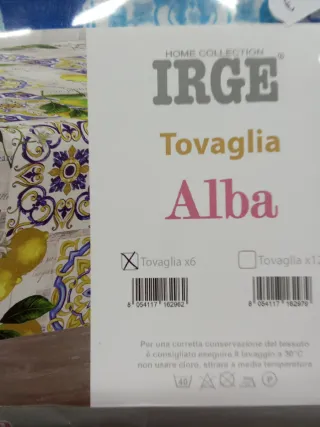 HOME COLLECTION
IRGE®
Tovaglia
Alba
Tovaglia x6
Tovaglia x12
8 054117 162962
8 054117 162979
Per una corretta conservazione del tessuto
è consigliato eseguire il lavaggio a 30°C
non usare cloro, stirare a media temperatura